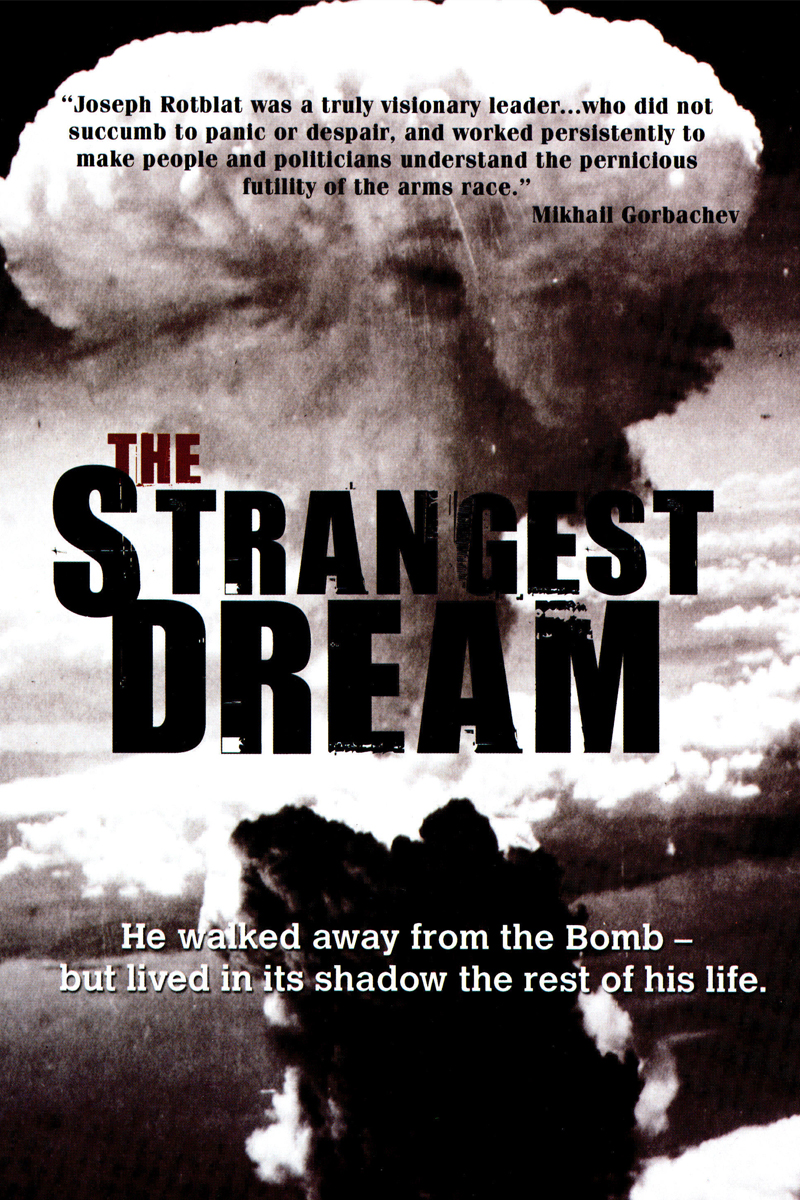 “Joseph Rotblat was a truly visionary leader...who did not
succumb to panic or despair, and worked persistently to
make people and politicians understand the pernicious
futility of the arms race.”
Mikhail Gorbachev
THE
STRANGEST
DREAM
He walked away from the Bomb –
but lived in its shadow the rest of his life.